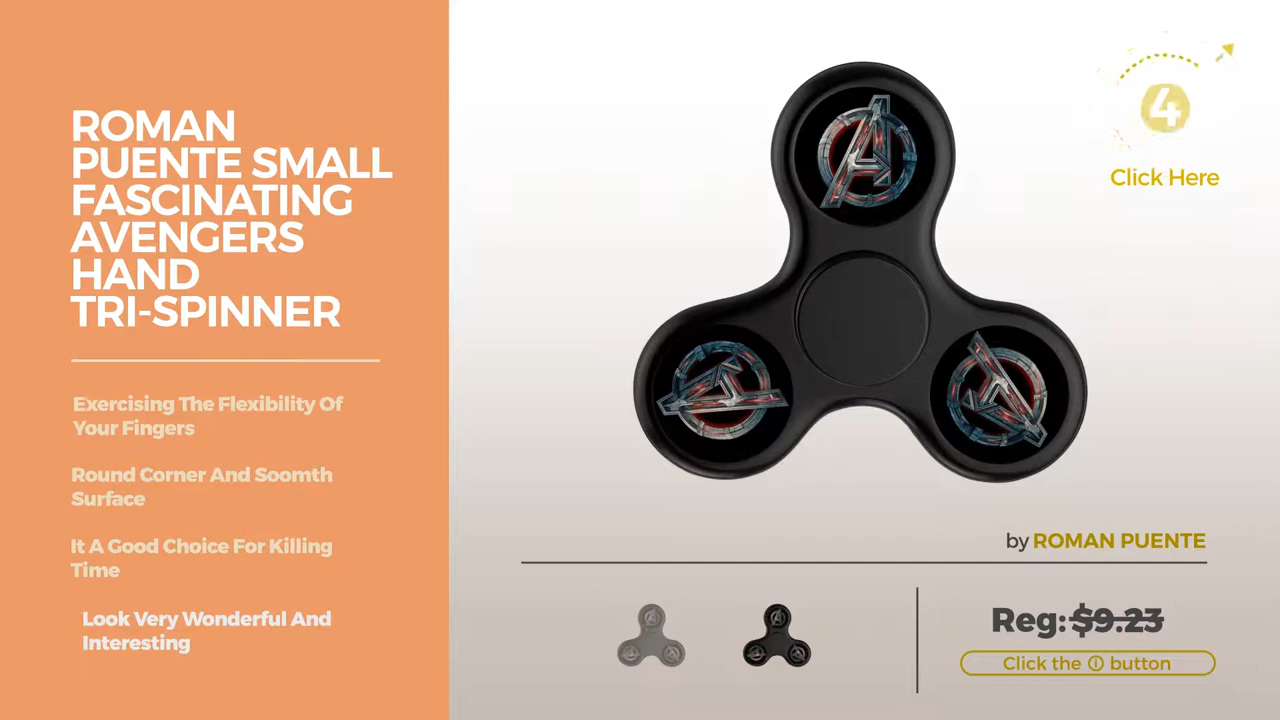 ROMAN
PUENTE SMALL
FASCINATING
AVENGERS
HAND
TRI-SPINNER
Exercising The Flexibility Of
Your Fingers
Round Corner And Soomth
Surface
It A Good Choice For Killing
Time
Look Very Wonderful And
Interesting
4
Click Here
by ROMAN PUENTE
Reg: $9.23
Click the ⓘ button